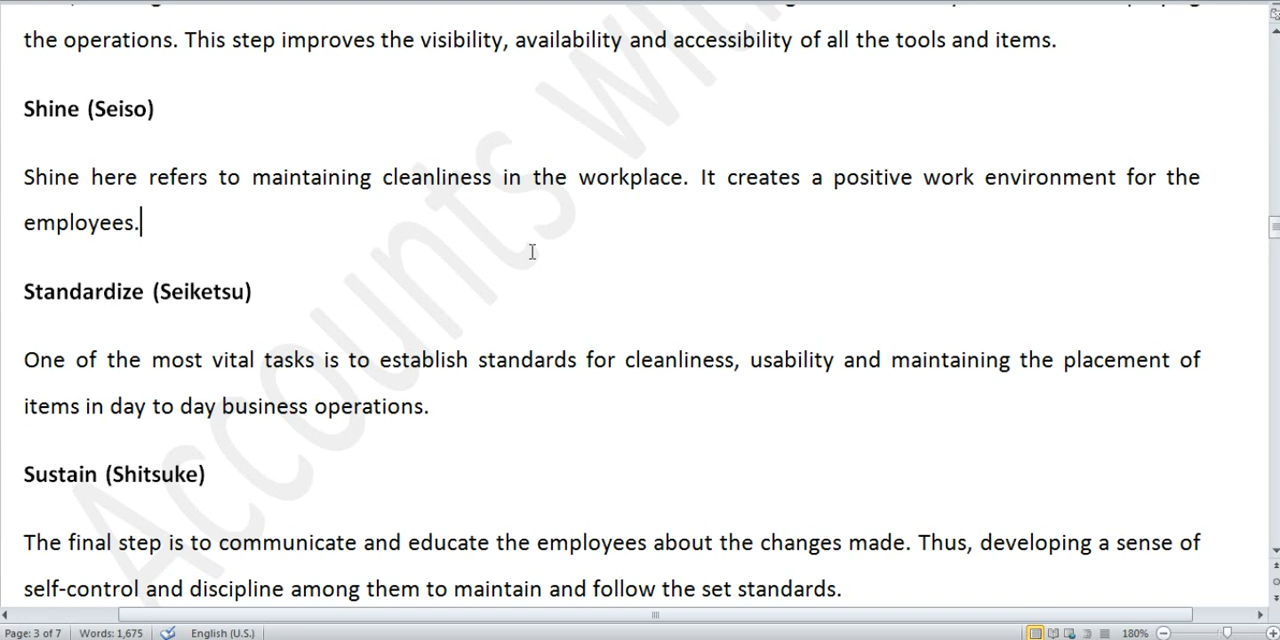 the operations. This step improves the visibility, availability and accessibility of all the tools and items.
Shine (Seiso)
Shine here refers to maintaining cleanliness in the workplace. It creates a positive work environment for the
employees.
Standardize (Seiketsu)
One of the most vital tasks is to establish standards for cleanliness, usability and maintaining the placement of
items in day to day business operations.
Sustain (Shitsuke)
The final step is to communicate and educate the employees about the changes made. Thus, developing a sense of
self-control and discipline among them to maintain and follow the set standards.
Accounts
Page: 3 of 7 Words: 1,675 English (U.S.) 180%